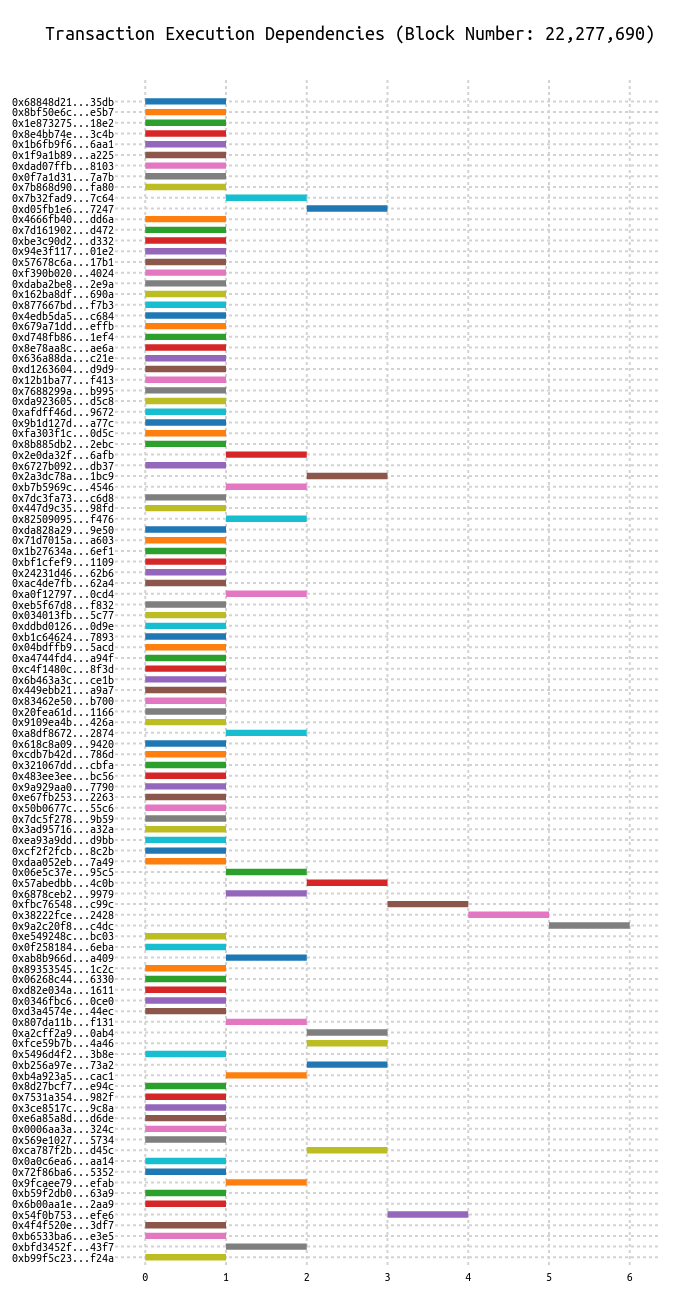 Transaction Execution Dependencies (Block Number: 22,277,690)
0x68848d21...35db
0x8bf50e6c...e5b7
0x1e873275...18e2
0x8e4bb74e...3c4b
0x1b6fb9f6...6aa1
0x1f9a1b89...a225
0xdad07ffb...8103
0x0f7a1d31...7a7b
0x7b868d90...fa80
0x7b32fad9...7c64
0xd05fb1e6...7247
0x4666fb40...dd6a
0x7d161902...d472
0xbe3c90d2...d332
0x94e3f117...01e2
0x57678c6a...17b1
0xf390b020...4024
0xdaba2be8...2e9a
0x162ba8df...690a
0x877667bd...f7b3
0x4edb5da5...c684
0x679a71dd...effb
0xd748fb86...1ef4
0x8e78aa8c...ae6a
0x636a88da...c21e
0xd1263604...d9d9
0x12b1ba77...f413
0x7688299a...b995
0xda923605...d5c8
0xafdff46d...9672
0x9b1d127d...a77c
0xfa303f1c...0d5c
0x8b885db2...2ebc
0x2e0da32f...6afb
0x6727b092...db37
0x2a3dc78a...1bc9
0xb7b5969c...4546
0x7dc3fa73...c6d8
0x447d9c35...98fd
0x82509095...f476
0xda828a29...9e50
0x71d7015a...a603
0x1b27634a...6ef1
0xbf1cfef9...1109
0x24231d46...62b6
0xac4de7fb...62a4
0xa0f12797...0cd4
0xeb5f67d8...f832
0x034013fb...5c77
0xddbd0126...0d9e
0xb1c64624...7893
0x04bdffb9...5acd
0xa4744fd4...a94f
0xc4f1480c...8f3d
0x6b463a3c...ce1b
0x449ebb21...a9a7
0x83462e50...b700
0x20fea61d...1166
0x9109ea4b...426a
0xa8df8672...2874
0x618c8a09...9420
0xcdb7b42d...786d
0x321067dd...cbfa
0x483ee3ee...bc56
0x9a929aa0...7790
0xe67fb253...2263
0x50b0677c...55c6
0x7dc5f278...9b59
0x3ad95716...a32a
0xea93a9dd...d9bb
0xcf2f2fcb...8c2b
0xdaa052eb...7a49
0x06e5c37e...95c5
0x57abedbb...4c0b
0x6878ceb2...9979
0xfbc76548...c99c
0x38222fce...2428
0x9a2c20f8...c4dc
0xe549248c...bc03
0x0f258184...6eba
0xab8b966d...a409
0x89353545...1c2c
0x06268c44...6330
0xd82e034a...1611
0x0346fbc6...0ce0
0xd3a4574e...44ec
0x807da11b...f131
0xa2cff2a9...0ab4
0xfce59b7b...4a46
0x5496d4f2...3b8e
0xb256a97e...73a2
0xb4a923a5...cac1
0x8d27bcf7...e94c
0x7531a354...982f
0x3ce8517c...9c8a
0xe6a85a8d...d6de
0x0006aa3a...324c
0x569e1027...5734
0xca787f2b...d45c
0x0a0c6ea6...aa14
0x72f86ba6...5352
0x9fcaee79...efab
0xb59f2db0...63a9
0x6b00aa1e...2aa9
0x54f0b753...efe6
0x4f4f520e...3df7
0xb6533ba6...e3e5
0xbfd3452f...43f7
0xb99f5c23...f24a
0 1 2 3 4 5 6